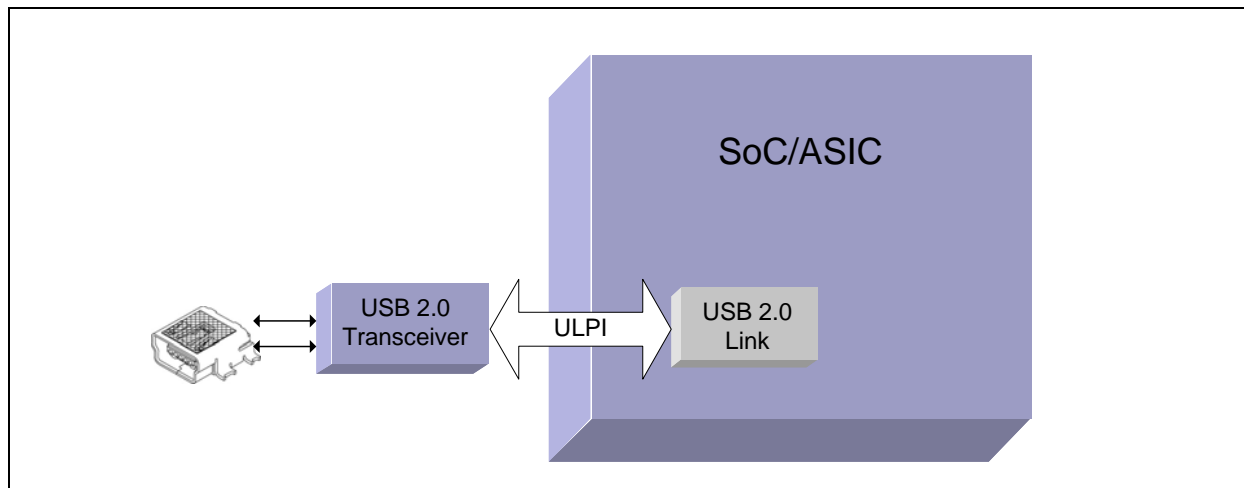 SoC/ASIC
USB 2.0
Transceiver
ULPI
USB 2.0
Link